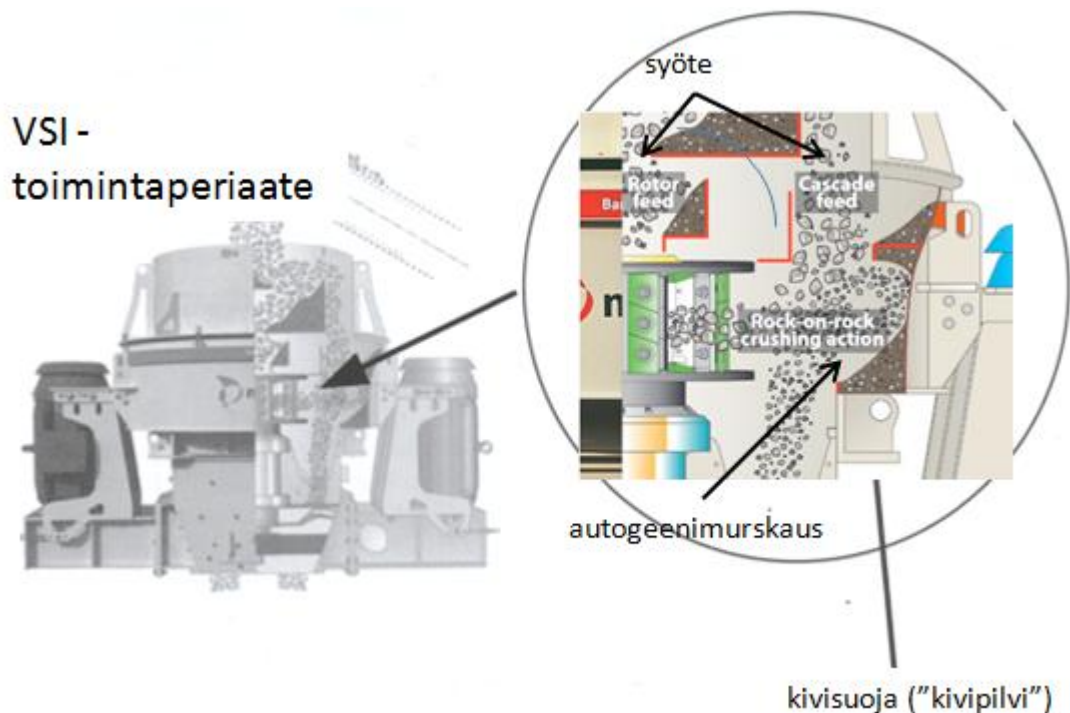 VSI -
toimintaperiaate
syöte
Rotor
feed
Cascade
feed
Rock-on-rock
crushing action
autogeenimurskaus
kivisuoja (”kivipilvi”)